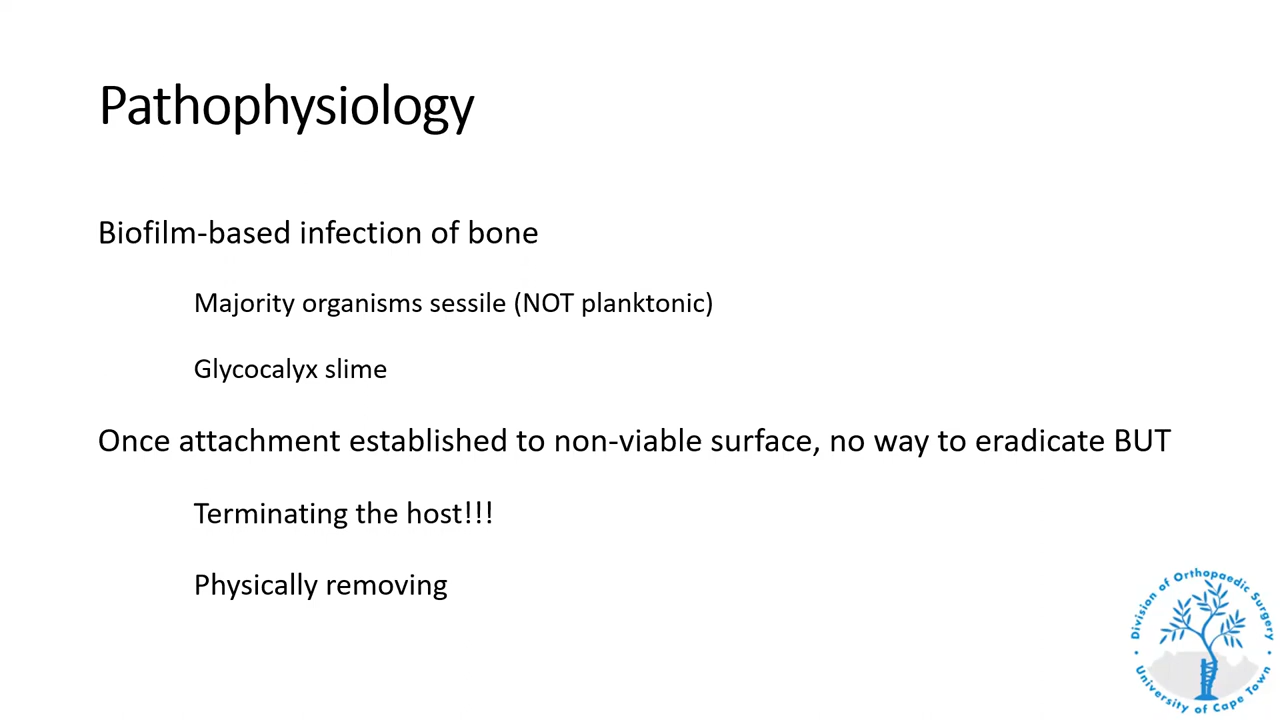 Pathophysiology
Biofilm-based infection of bone
Majority organisms sessile (NOT planktonic)
Glycocalyx slime
Once attachment established to non-viable surface, no way to eradicate BUT
Terminating the host!!!
Physically removing
Division of Orthopaedic Surgery
University of Cape Town